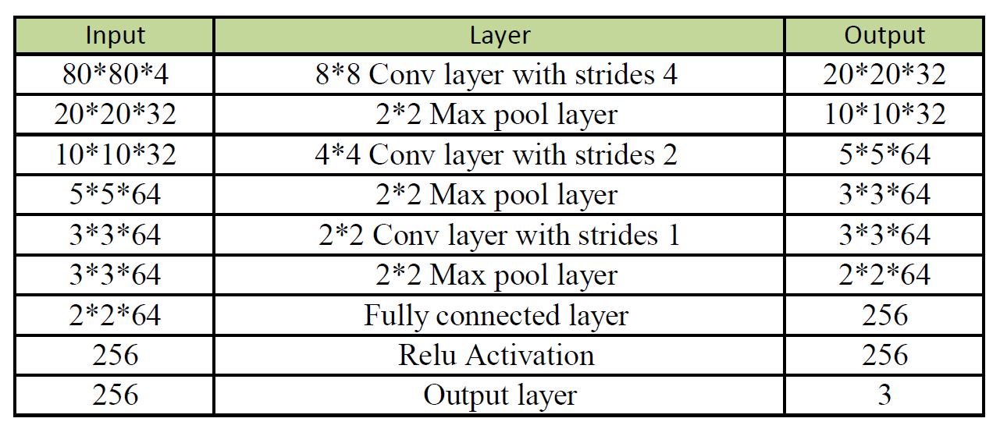 Input Layer Output
80*80*4 8*8 Conv layer with strides 4 20*20*32
20*20*32 2*2 Max pool layer 10*10*32
10*10*32 4*4 Conv layer with strides 2 5*5*64
5*5*64 2*2 Max pool layer 3*3*64
3*3*64 2*2 Conv layer with strides 1 3*3*64
3*3*64 2*2 Max pool layer 2*2*64
2*2*64 Fully connected layer 256
256 Relu Activation 256
256 Output layer 3